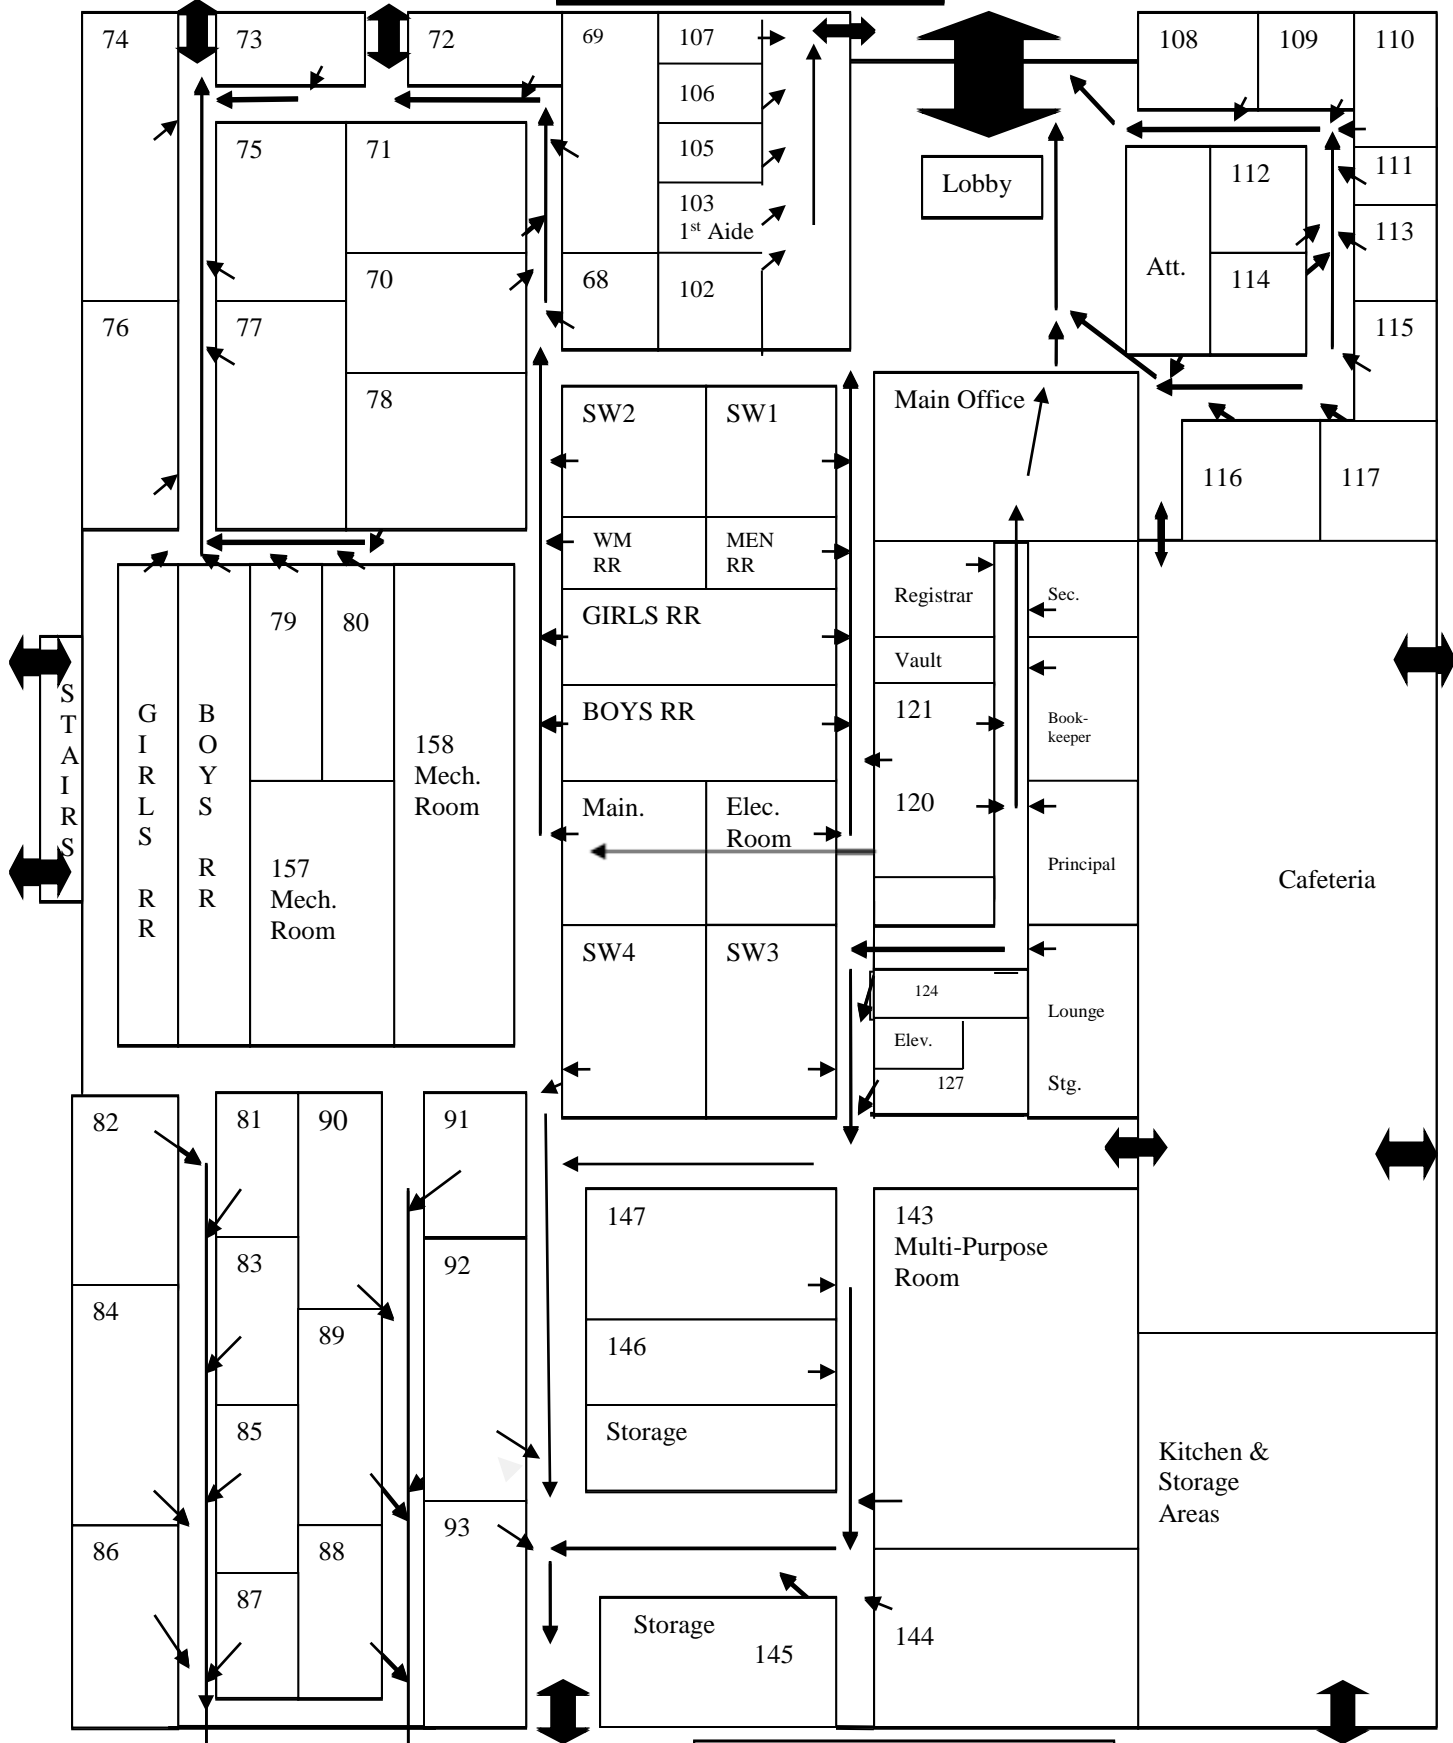 74
73
72
69
107
108
109
110
106
75
71
105
Lobby
112
111
103
1st Aide
113
Att.
70
68
102
114
76
77
115
78
SW2
SW1
Main Office
116
117
WM
RR
MEN
RR
Registrar
Sec.
79
80
GIRLS RR
Vault
STAIRS
GIRLS RR
BOYS RR
BOYS RR
121
Book-
keeper
158
Mech.
Room
Main.
Elec.
Room
120
157
Mech.
Room
Principal
Cafeteria
SW4
SW3
124
Lounge
Elev.
127
Stg.
82
81
90
91
147
143
Multi-Purpose
Room
83
92
84
89
146
85
Storage
Kitchen &
Storage
Areas
93
86
88
87
Storage
145
144